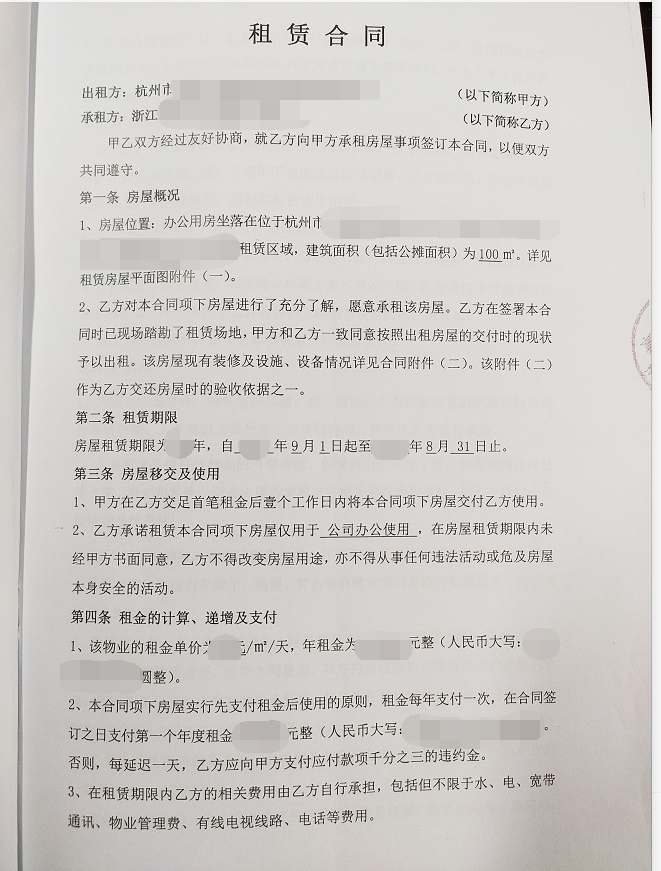 租赁合同
出租方：杭州市
（以下简称甲方）
承租方：浙江
（以下简称乙方）
甲乙双方经过友好协商，就乙方向甲方承租房屋事项签订本合同，以便双方
共同遵守。
第一条 房屋概况
1、房屋位置：办公用房坐落在位于杭州市
租赁区域，建筑面积（包括公摊面积）为 100 ㎡。详见
租赁房屋平面图附件（一）。
2、乙方对本合同项下房屋进行了充分了解，愿意承租该房屋。乙方在签署本合
同时已现场踏勘了租赁场地，甲方和乙方一致同意按照出租房屋的交付时的现状
予以出租。该房屋现有装修及设施、设备情况详见合同附件（二）。该附件（二）
作为乙方交还房屋时的验收依据之一。
第二条 租赁期限
房屋租赁期限为 年，自 年 9 月 1 日起至 年 8 月 31 日止。
第三条 房屋移交及使用
1、甲方在乙方交足首笔租金后壹个工作日内将本合同项下房屋交付乙方使用。
2、乙方承诺租赁本合同项下房屋仅用于 公司办公使用 ，在房屋租赁期限内未
经甲方书面同意，乙方不得改变房屋用途，亦不得从事任何违法活动或危及房屋
本身安全的活动。
第四条 租金的计算、递增及支付
1、该物业的租金单价为 元/㎡/天，年租金为 元整（人民币大写：
圆整）。
2、本合同项下房屋实行先支付租金后使用的原则，租金每年支付一次，在合同签
订之日支付第一个年度租金 元整（人民币大写： 。
否则，每延迟一天，乙方应向甲方支付应付款项千分之三的违约金。
3、在租赁期限内乙方的相关费用由乙方自行承担，包括但不限于水、电、宽带
通讯、物业管理费、有线电视线路、电话等费用。